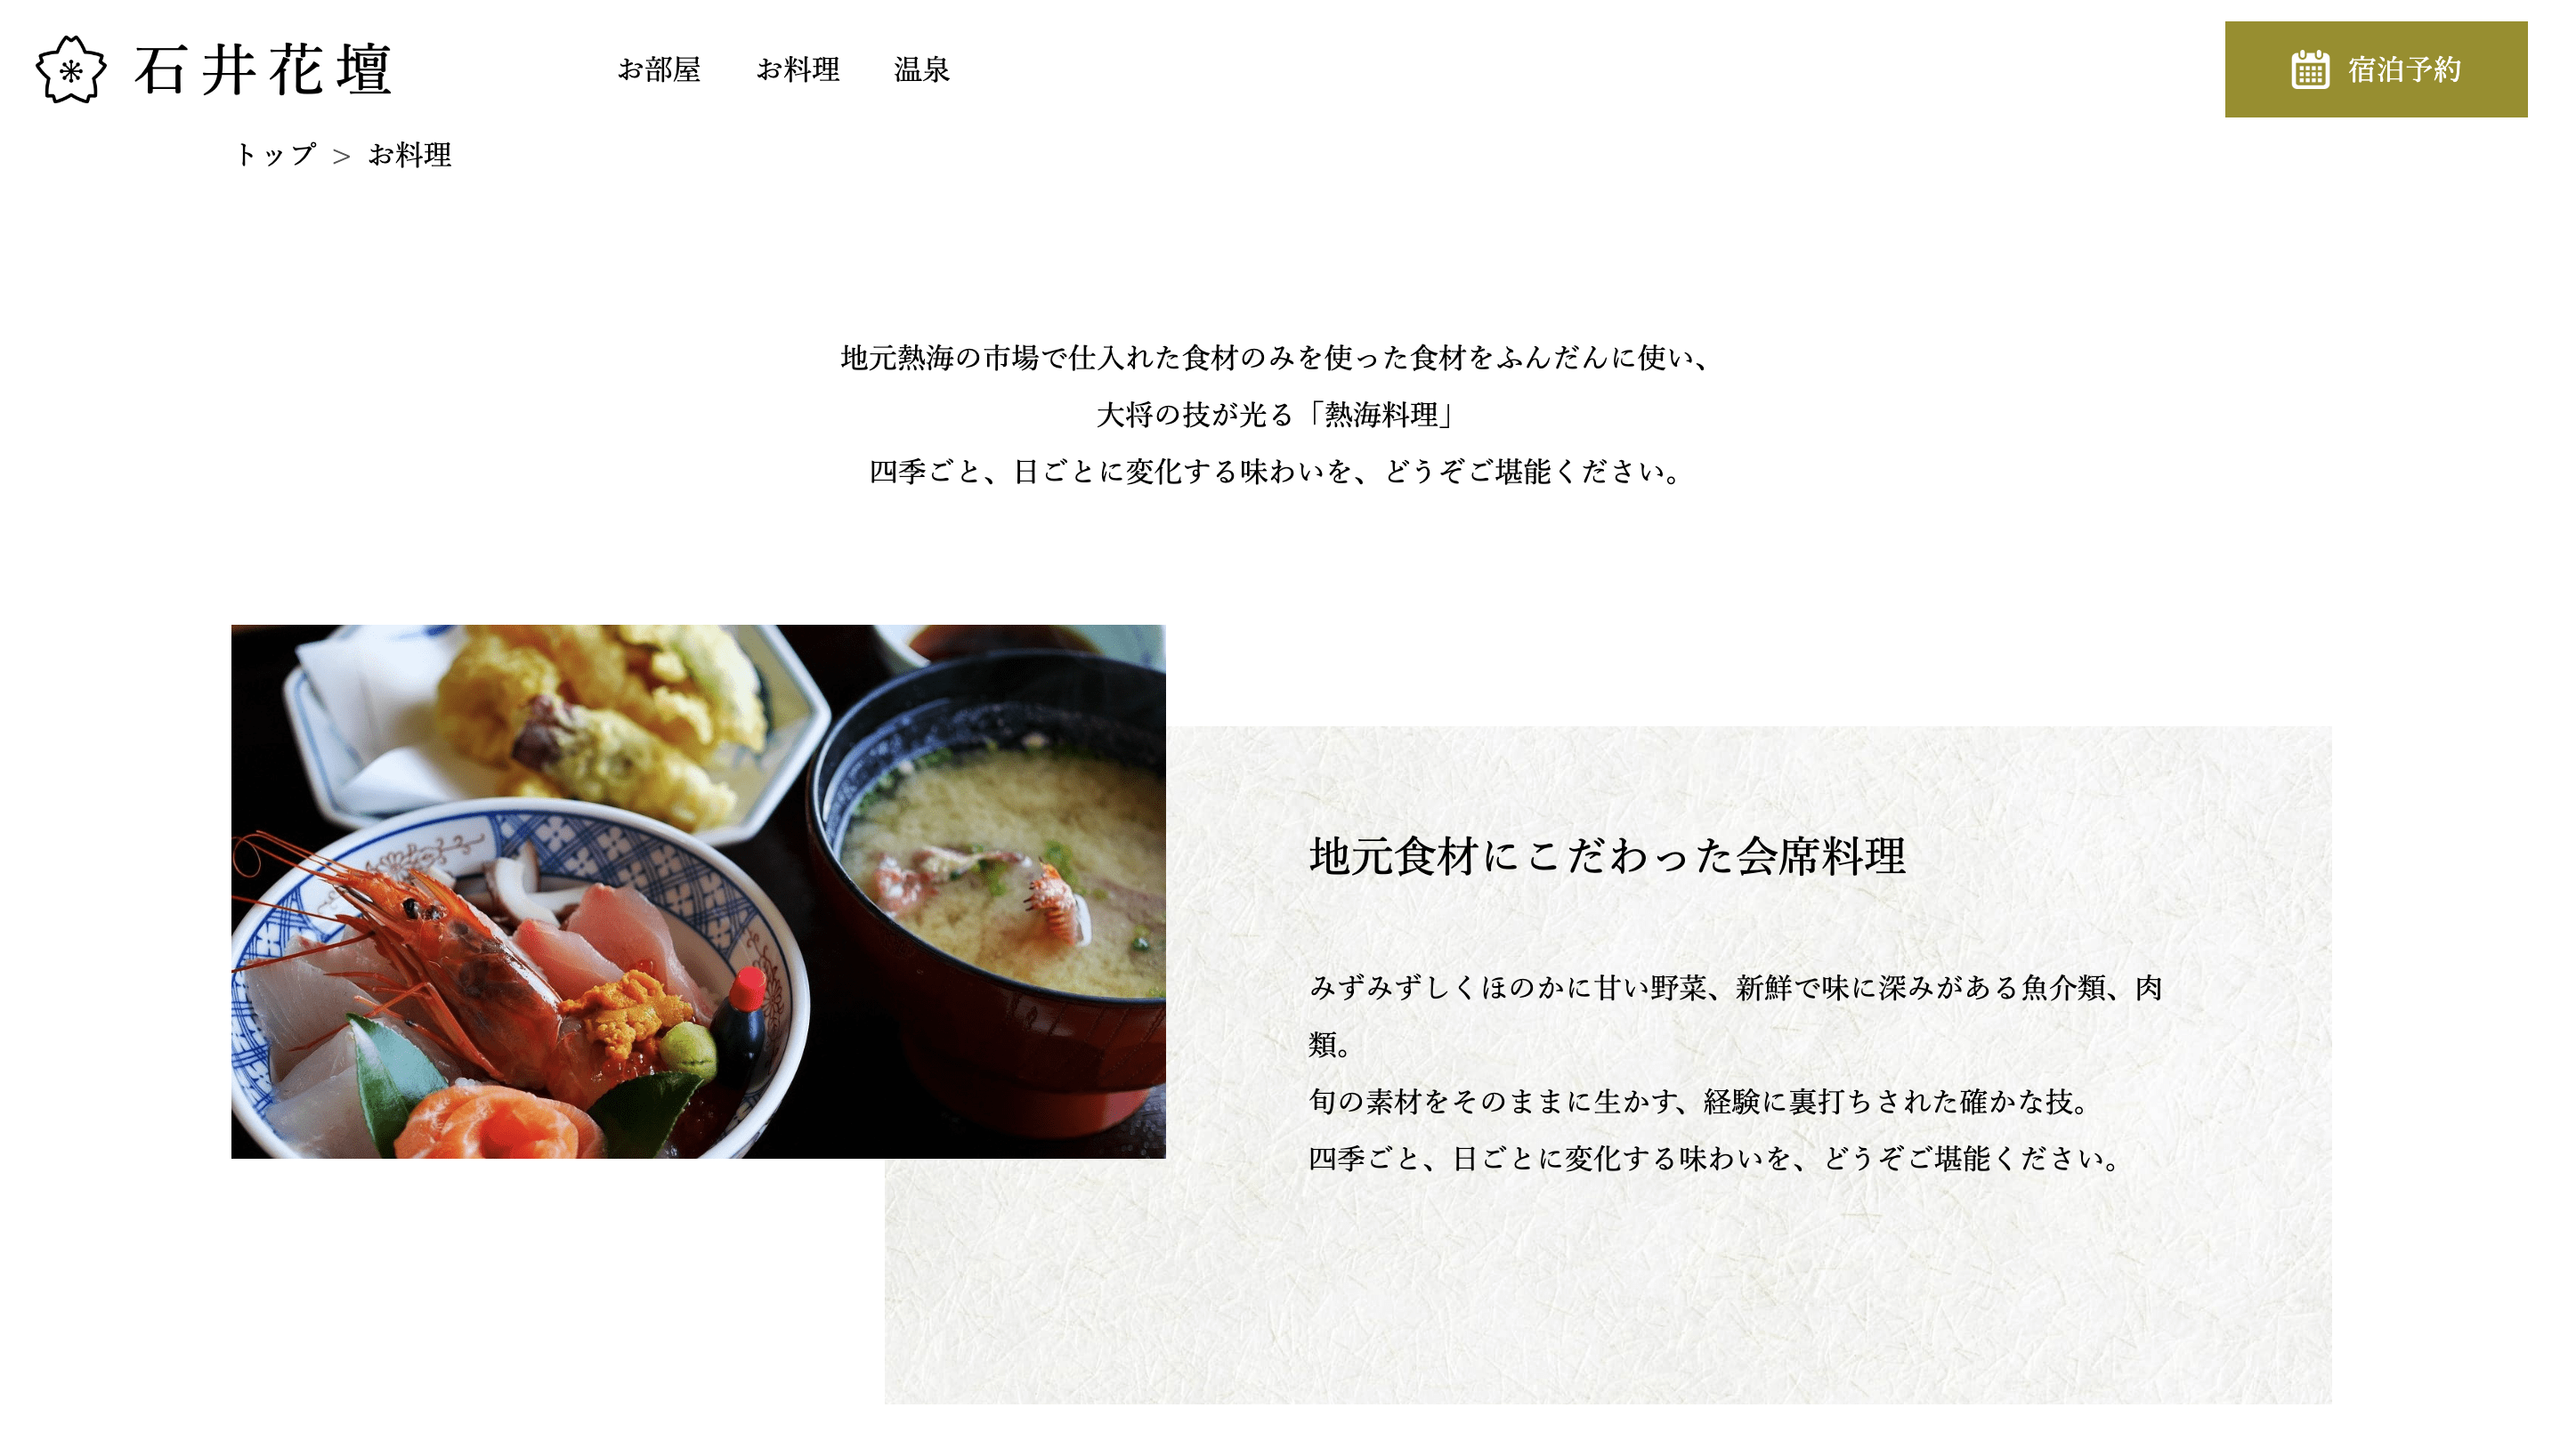 石井花壇
お部屋 お料理 温泉
宿泊予約
トップ > お料理
地元熱海の市場で仕入れた食材のみを使った食材をふんだんに使い、
大将の技が光る「熱海料理」
四季ごと、日ごとに変化する味わいを、どうぞご堪能ください。
地元食材にこだわった会席料理
みずみずしくほのかに甘い野菜、新鮮で味に深みがある魚介類、肉
類。
旬の素材をそのままに生かす、経験に裏打ちされた確かな技。
四季ごと、日ごとに変化する味わいを、どうぞご堪能ください。